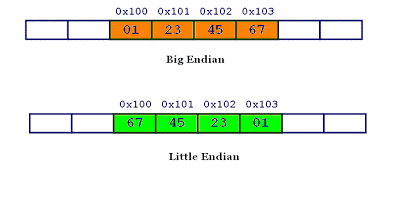 0x100 0x101 0x102 0x103
01 23 45 67
Big Endian
0x100 0x101 0x102 0x103
67 45 23 01
Little Endian